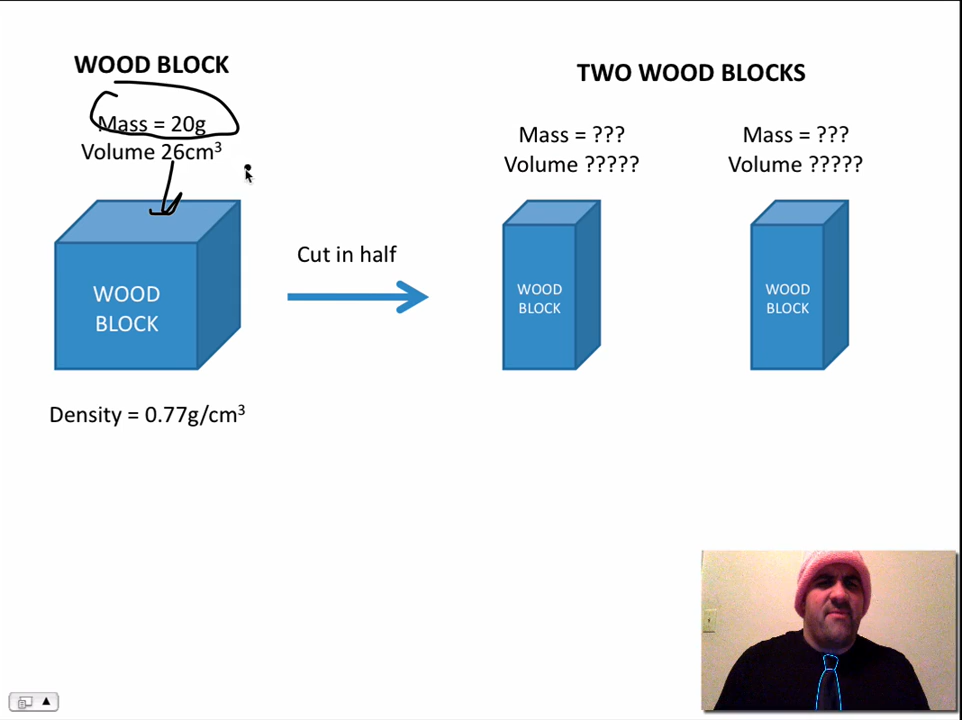 WOOD BLOCK
Mass = 20g
Volume 26cm³
WOOD
BLOCK
Density = 0.77g/cm³
Cut in half
TWO WOOD BLOCKS
Mass = ???
Volume ?????
WOOD
BLOCK
Mass = ???
Volume ?????
WOOD
BLOCK